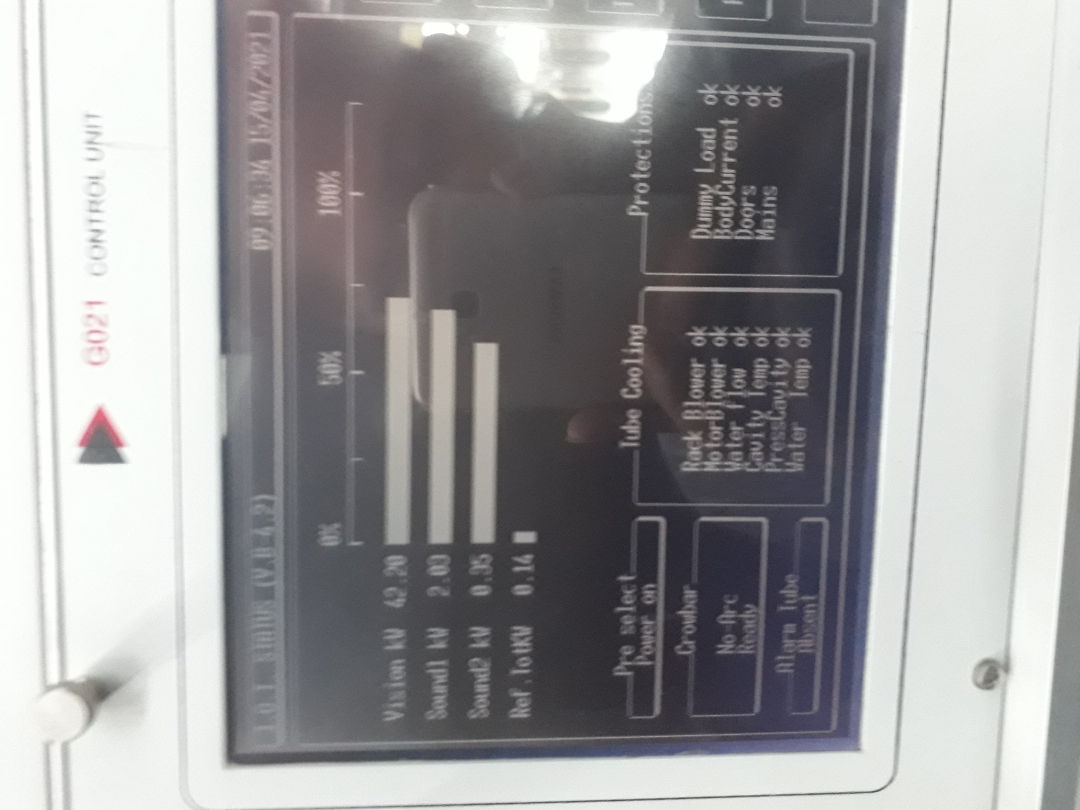 G021 CONTROL UNIT
I.O.T. STATUS (V.U 4.2) 09:06:34 15/04/2021
0% 50% 100%
Vision kW 42.20
Sound1 kW 2.03
Sound2 kW 0.35
Ref.TotKW 0.14
Pre select
Power on
Crowbar
No-Arc
Ready
Alarm Tube
Absent
Tube Cooling
Rack Blower ok
MotorBlower ok
Water flow ok
Cavity Temp ok
PressCavity ok
Water Temp ok
Protections
Dummy Load ok
BodyCurrent ok
Doors ok
Mains ok